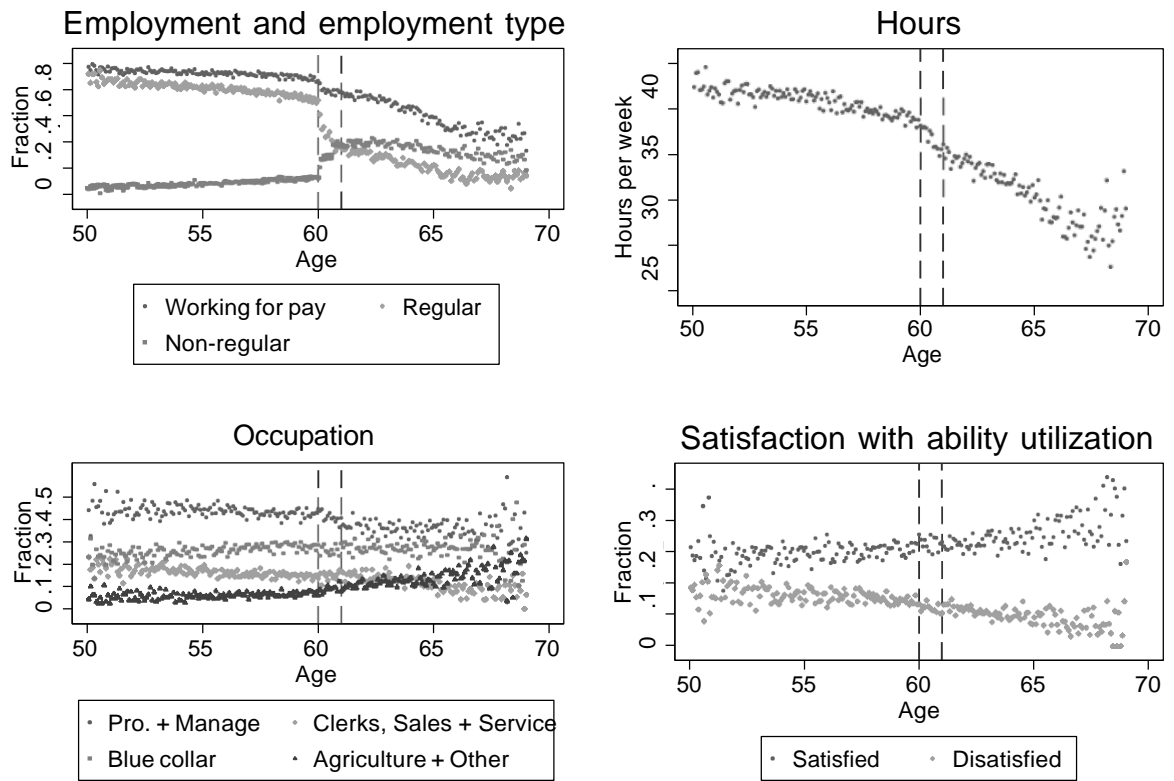 Employment and employment type
Fraction
0 .2 .4 .6 .8
50 55 60 65 70
Age
Working for pay Regular
Non-regular
Hours
Hours per week
25 30 35 40
50 55 60 65 70
Age
Occupation
Fraction
0 .1 .2 .3 .4 .5
50 55 60 65 70
Age
Pro. + Manage Clerks, Sales + Service
Blue collar Agriculture + Other
Satisfaction with ability utilization
Fraction
0 .1 .2 .3 .
50 55 60 65 70
Age
Satisfied Disatisfied